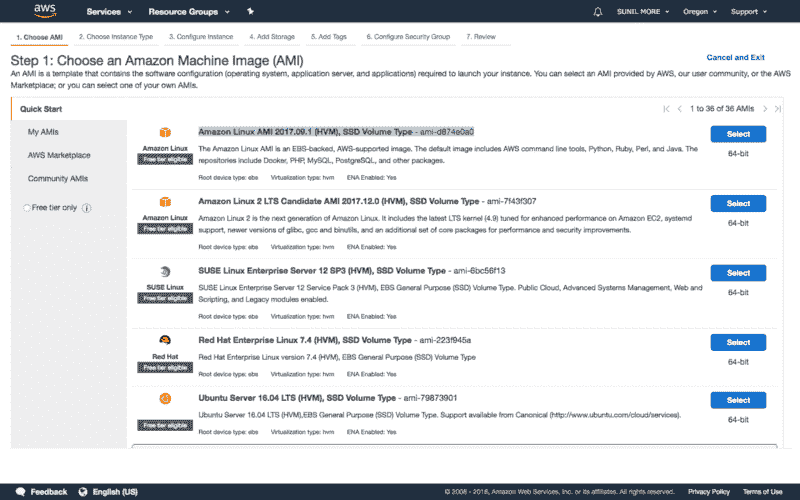 aws
Services
Resource Groups
SUNIL MORE
Oregon
Support
1. Choose AMI
2. Choose Instance Type
3. Configure Instance
4. Add Storage
5. Add Tags
6. Configure Security Group
7. Review
Step 1: Choose an Amazon Machine Image (AMI)
Cancel and Exit
An AMI is a template that contains the software configuration (operating system, application server, and applications) required to launch your instance. You can select an AMI provided by AWS, our user community, or the AWS
Marketplace; or you can select one of your own AMIs.
Quick Start
1 to 36 of 36 AMIs
My AMIs
AWS Marketplace
Community AMIs
Free tier only
Amazon Linux
Free tier eligible
Amazon Linux AMI 2017.09.1 (HVM), SSD Volume Type - ami-d874e0a0
The Amazon Linux AMI is an EBS-backed, AWS-supported image. The default image includes AWS command line tools, Python, Ruby, Perl, and Java. The
repositories include Docker, PHP, MySQL, PostgreSQL, and other packages.
Root device type: ebs Virtualization type: hvm ENA Enabled: Yes
Select
64-bit
Amazon Linux
Free tier eligible
Amazon Linux 2 LTS Candidate AMI 2017.12.0 (HVM), SSD Volume Type - ami-7f43f307
Amazon Linux 2 is the next generation of Amazon Linux. It includes the latest LTS kernel (4.9) tuned for enhanced performance on Amazon EC2, systemd
support, newer versions of glibc, gcc and binutils, and an additional set of core packages for performance and security improvements.
Root device type: ebs Virtualization type: hvm ENA Enabled: Yes
Select
64-bit
SUSE Linux
Free tier eligible
SUSE Linux Enterprise Server 12 SP3 (HVM), SSD Volume Type - ami-6bc56f13
SUSE Linux Enterprise Server 12 Service Pack 3 (HVM), EBS General Purpose (SSD) Volume Type. Public Cloud, Advanced Systems Management, Web and
Scripting, and Legacy modules enabled.
Root device type: ebs Virtualization type: hvm ENA Enabled: Yes
Select
64-bit
Red Hat
Free tier eligible
Red Hat Enterprise Linux 7.4 (HVM), SSD Volume Type - ami-223f945a
Red Hat Enterprise Linux version 7.4 (HVM), EBS General Purpose (SSD) Volume Type
Root device type: ebs Virtualization type: hvm ENA Enabled: Yes
Select
64-bit
Free tier eligible
Ubuntu Server 16.04 LTS (HVM), SSD Volume Type - ami-79873901
Ubuntu Server 16.04 LTS (HVM),EBS General Purpose (SSD) Volume Type. Support available from Canonical (http://www.ubuntu.com/cloud/services).
Root device type: ebs Virtualization type: hvm ENA Enabled: Yes
Select
64-bit
Feedback
English (US)
© 2008 - 2018, Amazon Web Services, Inc. or its affiliates. All rights reserved.
Privacy Policy
Terms of Use